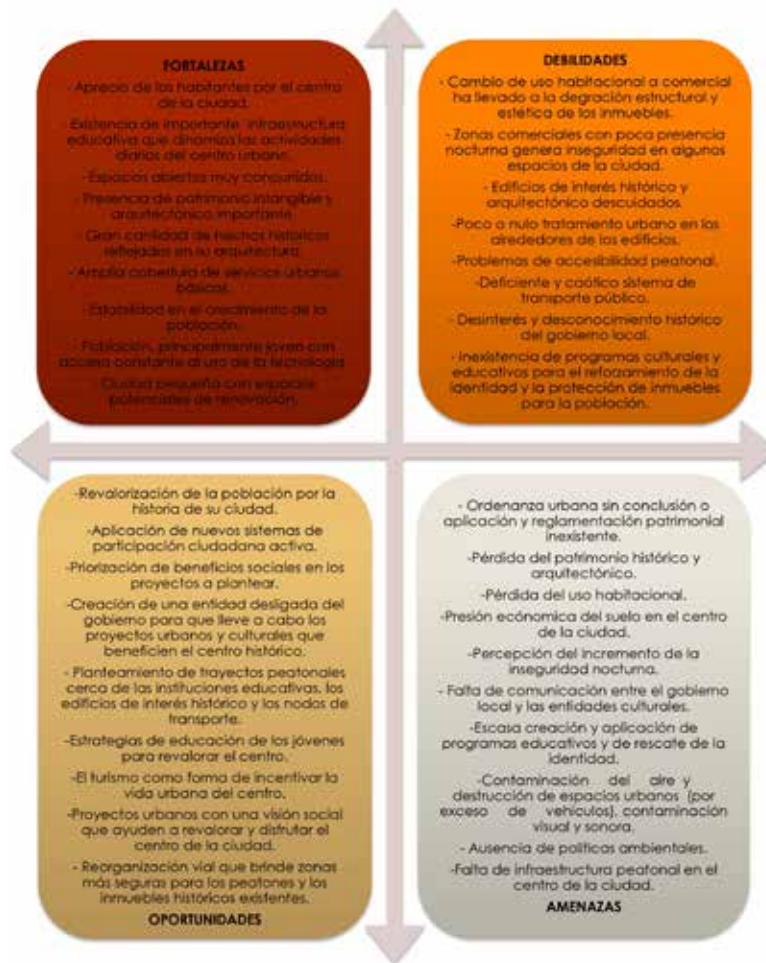 FORTALEZAS
- Aprecio de los habitantes por el centro
de la ciudad.
- Existencia de importante infraestructura
educativa que dinamiza las actividades
diarias del centro urbano.
-Espacios abiertos muy concurridos.
-Presencia de patrimonio intangible y
arquitectónico importante.
-Gran cantidad de hechos históricos
reflejados en su arquitectura.
-Amplia cobertura de servicios urbanos
básicos.
-Estabilidad en el crecimiento de la
población.
-Población, principalmente joven con
acceso constante al uso de la tecnología.
-Ciudad pequeña con espacios
potenciales de renovación.
DEBILIDADES
- Cambio de uso habitacional a comercial
ha llevado a la degración estructural y
estética de los inmuebles.
- Zonas comerciales con poca presencia
nocturna genera inseguridad en algunos
espacios de la ciudad.
- Edificios de interés histórico y
arquitectónico descuidados.
-Poco a nulo tratamiento urbano en los
alrededores de los edificios.
-Problemas de accesibilidad peatonal.
-Deficiente y caótico sistema de
transporte público.
- Desinterés y desconocimiento histórico
del gobierno local.
- Inexistencia de programas culturales y
educativos para el reforzamiento de la
identidad y la protección de inmuebles
para la población.
-Revalorización de la población por la
historia de su ciudad.
-Aplicación de nuevos sistemas de
participación ciudadana activa.
-Priorización de beneficios sociales en los
proyectos a plantear.
-Creación de una entidad desligada del
gobierno para que lleve a cabo los
proyectos urbanos y culturales que
beneficien el centro histórico.
- Planteamiento de trayectos peatonales
cerca de las instituciones educativas, los
edificios de interés histórico y los nodos de
transporte.
-Estrategias de educación de los jóvenes
para revalorar el centro.
-El turismo como forma de incentivar la
vida urbana del centro.
-Proyectos urbanos con una visión social
que ayuden a revalorar y disfrutar el
centro de la ciudad.
- Reorganización vial que brinde zonas
más seguras para los peatones y los
inmuebles históricos existentes.
OPORTUNIDADES
- Ordenanza urbana sin conclusión o
aplicación y reglamentación patrimonial
inexistente.
-Pérdida del patrimonio histórico y
arquitectónico.
-Pérdida del uso habitacional.
-Presión económica del suelo en el centro
de la ciudad.
-Percepción del incremento de la
inseguridad nocturna.
- Falta de comunicación entre el gobierno
local y las entidades culturales.
-Escasa creación y aplicación de
programas educativos y de rescate de la
identidad.
-Contaminación del aire y
destrucción de espacios urbanos (por
exceso de vehículos), contaminación
visual y sonora.
- Ausencia de políticas ambientales.
-Falta de infraestructura peatonal en el
centro de la ciudad.
AMENAZAS